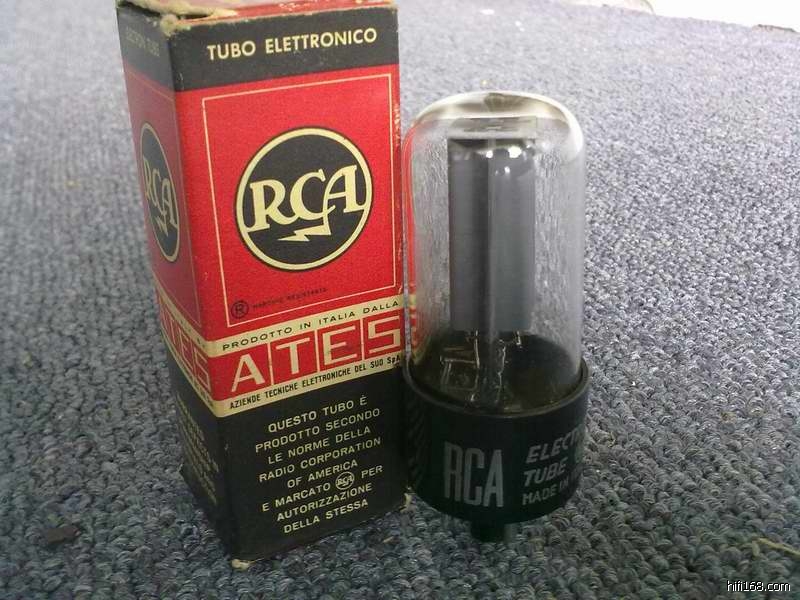 TUBO ELETTRONICO
RCA
RCA
® MARCHIO REGISTRATO
PRODOTTO IN ITALIA DALLA
ATES
AZIENDE TECNICHE ELETTRONICHE DEL SUD SpA
QUESTO TUBO È
PRODOTTO SECONDO
LE NORME DELLA
RADIO CORPORATION
OF AMERICA
E MARCATO RCA PER
AUTORIZZAZIONE
DELLA STESSA
RCA
TUBE
MADE IN
hifi168.com